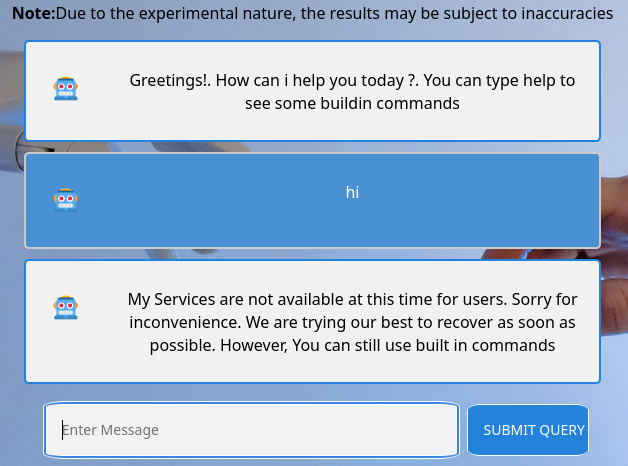 Note:Due to the experimental nature, the results may be subject to inaccuracies
Greetings!. How can i help you today ?. You can type help to
see some buildin commands
hi
My Services are not available at this time for users. Sorry for
inconvenience. We are trying our best to recover as soon as
possible. However, You can still use built in commands
Enter Message
SUBMIT QUERY